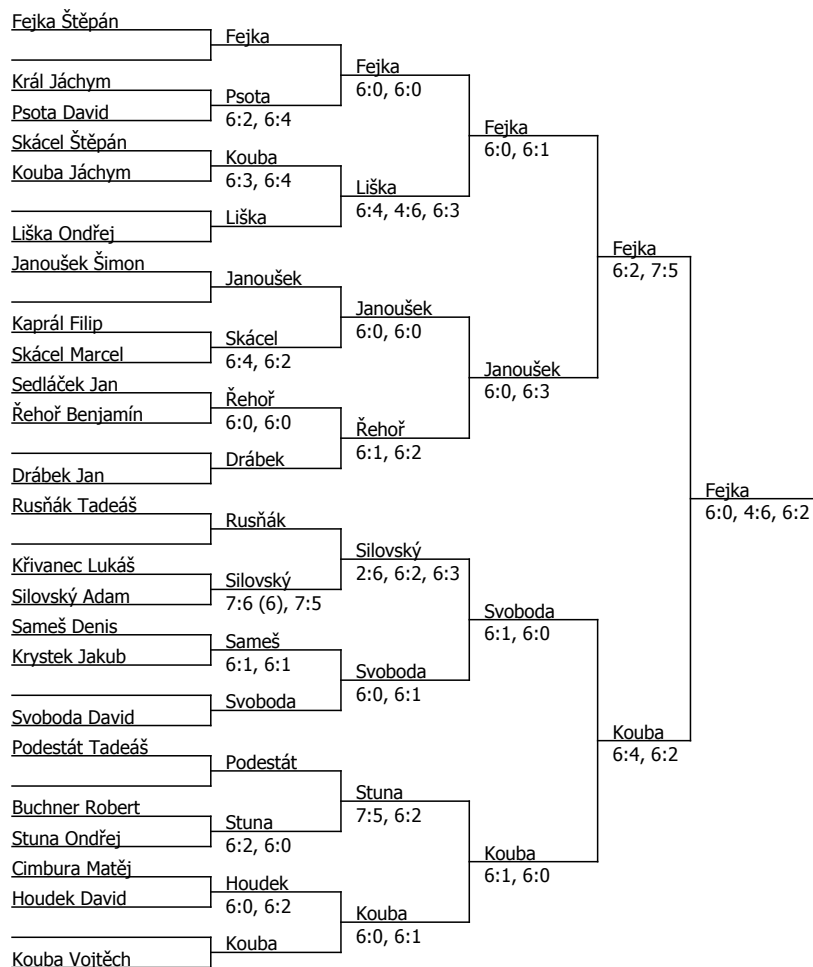 Fejka Štěpán
Král Jáchym
Psota David
Skácel Štěpán
Kouba Jáchym
Liška Ondřej
Janoušek Šimon
Kaprál Filip
Skácel Marcel
Sedláček Jan
Řehoř Benjamín
Drábek Jan
Rusňák Tadeáš
Křivanec Lukáš
Silovský Adam
Sameš Denis
Krystek Jakub
Svoboda David
Podestát Tadeáš
Buchner Robert
Stuna Ondřej
Cimbura Matěj
Houdek David
Kouba Vojtěch
Fejka
Psota
6:2, 6:4
Kouba
6:3, 6:4
Liška
Janoušek
Skácel
6:4, 6:2
Řehoř
6:0, 6:0
Drábek
Rusňák
Silovský
7:6 (6), 7:5
Sameš
6:1, 6:1
Svoboda
Podestát
Stuna
6:2, 6:0
Houdek
6:0, 6:2
Kouba
Fejka
6:0, 6:0
Liška
6:4, 4:6, 6:3
Janoušek
6:0, 6:0
Řehoř
6:1, 6:2
Silovský
2:6, 6:2, 6:3
Svoboda
6:0, 6:1
Stuna
7:5, 6:2
Kouba
6:0, 6:1
Fejka
6:0, 6:1
Janoušek
6:0, 6:3
Svoboda
6:1, 6:0
Kouba
6:1, 6:0
Fejka
6:2, 7:5
Kouba
6:4, 6:2
Fejka
6:0, 4:6, 6:2